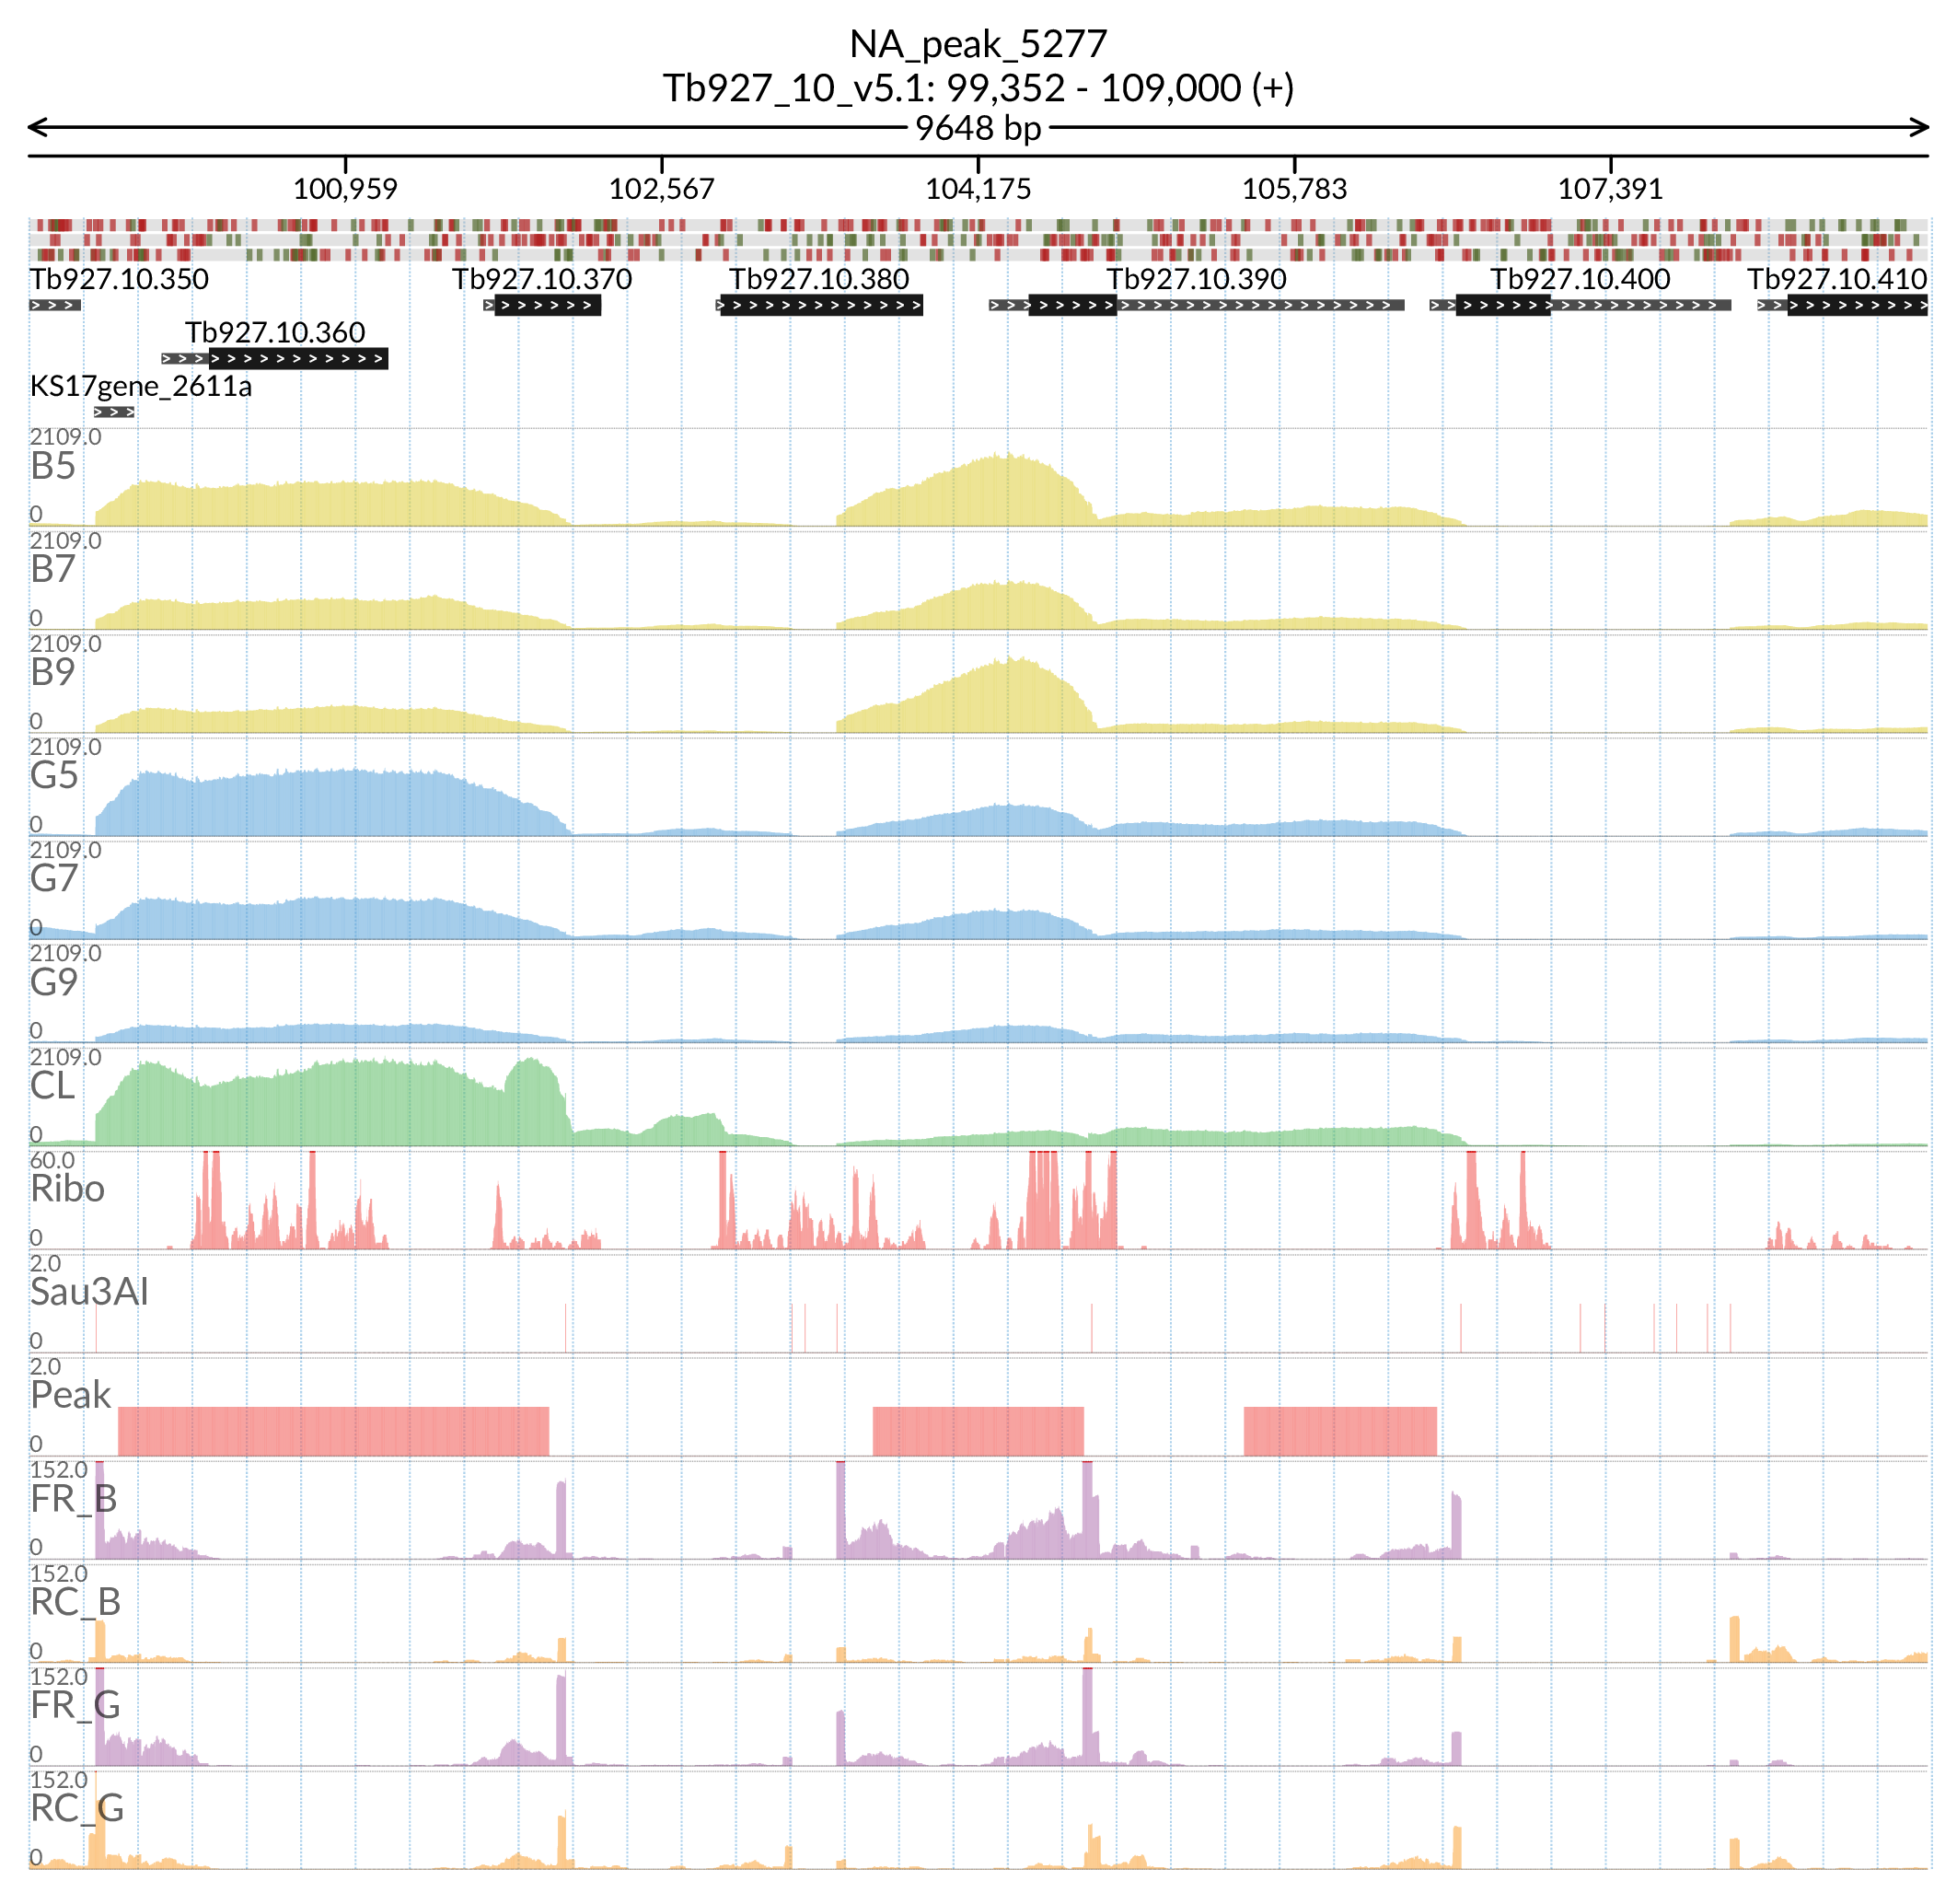 NA_peak_5277
Tb927_10_v5.1: 99,352 - 109,000 (+)
9648 bp
100,959 102,567 104,175 105,783 107,391
Tb927.10.350 Tb927.10.370 Tb927.10.380 Tb927.10.390 Tb927.10.400 Tb927.10.410
Tb927.10.360
KS17gene_2611a
2109.0
B5
0
2109.0
B7
0
2109.0
B9
0
2109.0
G5
0
2109.0
G7
0
2109.0
G9
0
2109.0
CL
0
60.0
Ribo
0
2.0
Sau3AI
0
2.0
Peak
0
152.0
FR_B
0
152.0
RC_B
0
152.0
FR_G
0
152.0
RC_G
0